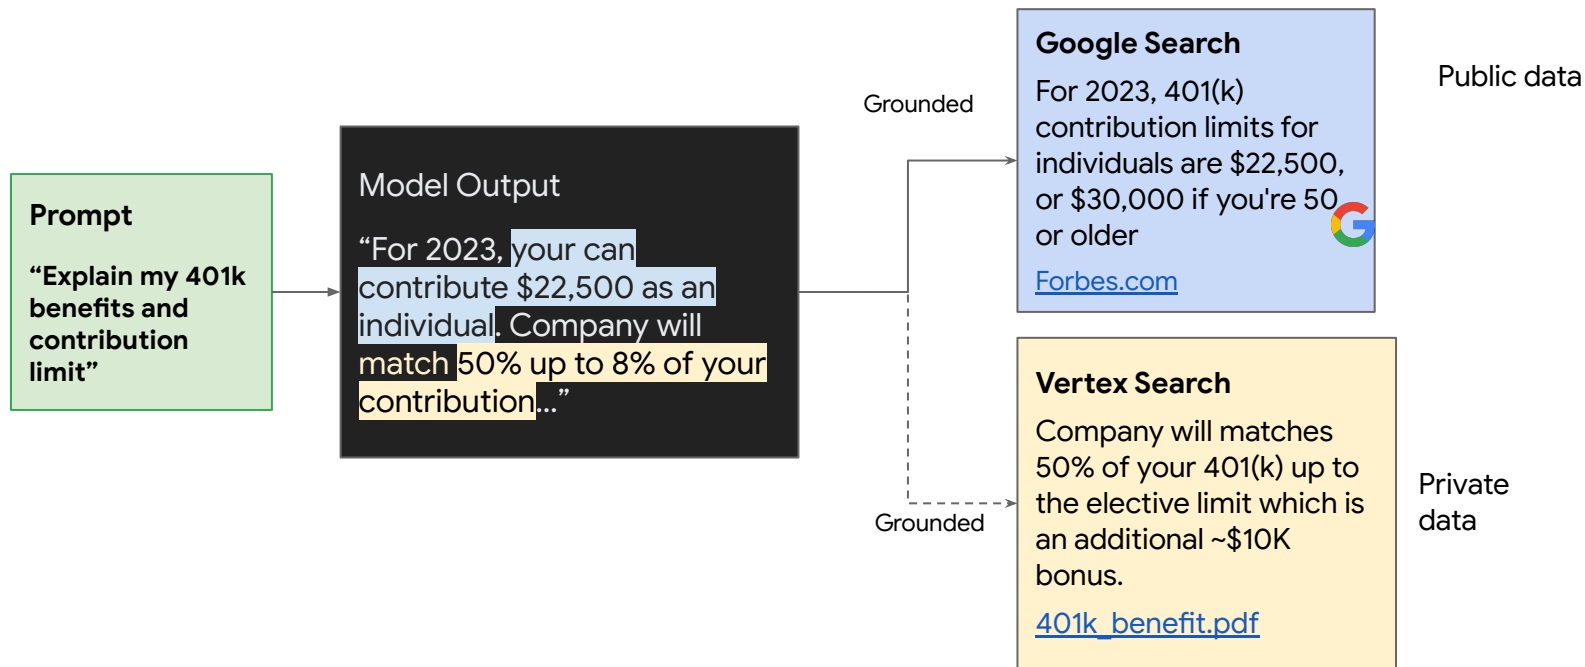 Prompt
“Explain my 401k
benefits and
contribution
limit”
Model Output
“For 2023, your can
contribute $22,500 as an
individual. Company will
match 50% up to 8% of your
contribution...”
Grounded
Google Search
For 2023, 401(k)
contribution limits for
individuals are $22,500,
or $30,000 if you're 50
or older
Forbes.com
Public data
Grounded
Vertex Search
Company will matches
50% of your 401(k) up to
the elective limit which is
an additional ~$10K
bonus.
401k_benefit.pdf
Private
data